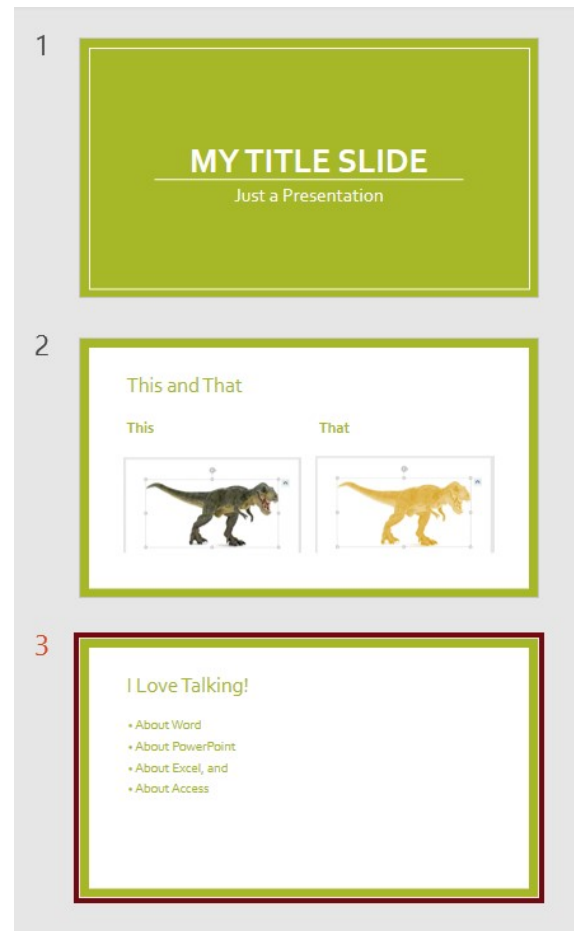 1
MY TITLE SLIDE
Just a Presentation
2
This and That
This That
3
I Love Talking!
• About Word
• About PowerPoint
• About Excel, and
• About Access